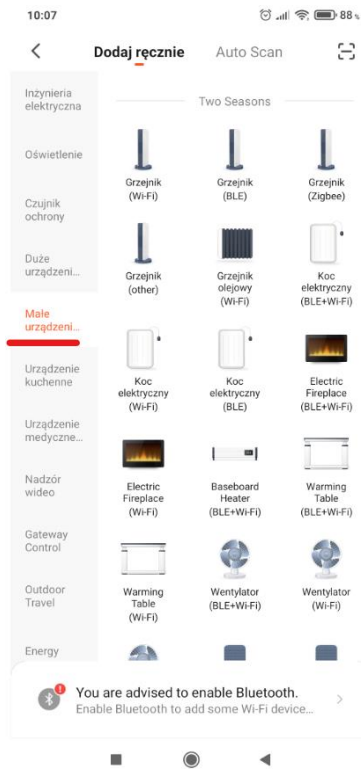 10:07
88
Dodaj ręcznie
Auto Scan
Inżynieria
elektryczna
Oświetlenie
Czujnik
ochrony
Duże
urządzeni...
Małe
urządzeni...
Urządzenie
kuchenne
Urządzenie
medyczne...
Nadzór
wideo
Gateway
Control
Outdoor
Travel
Energy
Two Seasons
Grzejnik
(Wi-Fi)
Grzejnik
(BLE)
Grzejnik
(Zigbee)
Grzejnik
(other)
Grzejnik
olejowy
(Wi-Fi)
Koc
elektryczny
(BLE+Wi-Fi)
Koc
elektryczny
(Wi-Fi)
Koc
elektryczny
(BLE)
Electric
Fireplace
(BLE+Wi-Fi)
Electric
Fireplace
(Wi-Fi)
Baseboard
Heater
(BLE+Wi-Fi)
Warming
Table
(BLE+Wi-Fi)
Warming
Table
(Wi-Fi)
Wentylator
(BLE+Wi-Fi)
Wentylator
(Wi-Fi)
You are advised to enable Bluetooth.
Enable Bluetooth to add some Wi-Fi device...